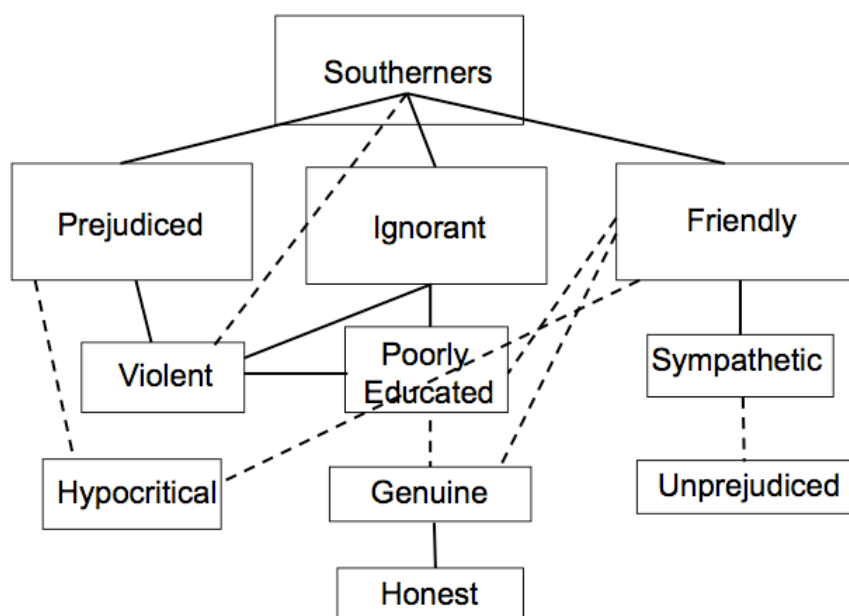 Southerners
Prejudiced
Ignorant
Friendly
Violent
Poorly
Educated
Sympathetic
Hypocritical
Genuine
Unprejudiced
Honest